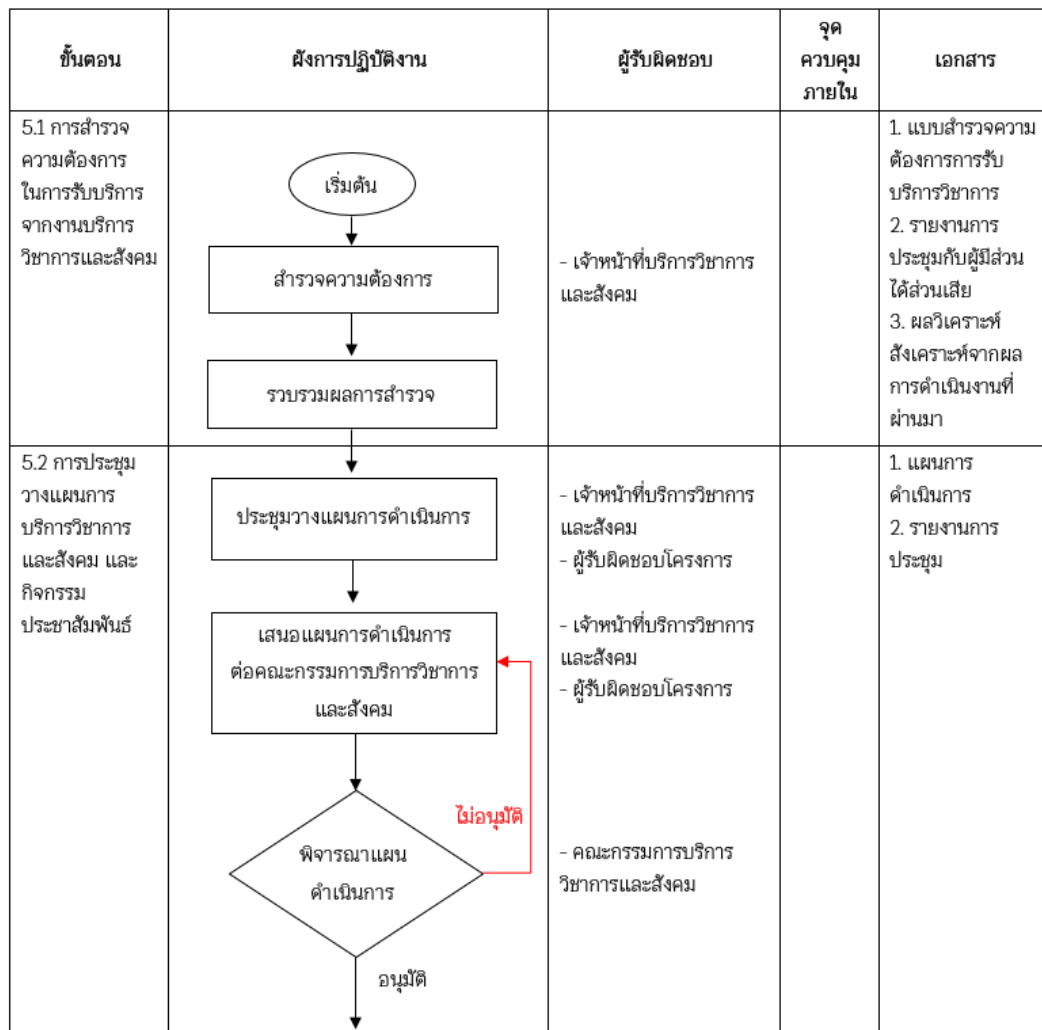 ขั้นตอน
ผังการปฏิบัติงาน
ผู้รับผิดชอบ
จุด
ควบคุม
ภายใน
เอกสาร
5.1 การสำรวจ
ความต้องการ
ในการรับบริการ
จากงานบริการ
วิชาการและสังคม
เริ่มต้น
สำรวจความต้องการ
รวบรวมผลการสำรวจ
- เจ้าหน้าที่บริการวิชาการ
และสังคม
1. แบบสำรวจความ
ต้องการการรับ
บริการวิชาการ
2. รายงานการ
ประชุมกับผู้มีส่วน
ได้ส่วนเสีย
3. ผลวิเคราะห์
สังเคราะห์จากผล
การดำเนินงานที่
ผ่านมา
5.2 การประชุม
วางแผนการ
บริการวิชาการ
และสังคม และ
กิจกรรม
ประชาสัมพันธ์
ประชุมวางแผนการดำเนินการ
เสนอแผนการดำเนินการ
ต่อคณะกรรมการบริการวิชาการ
และสังคม
ไม่อนุมัติ
พิจารณาแผน
ดำเนินการ
อนุมัติ
- เจ้าหน้าที่บริการวิชาการ
และสังคม
- ผู้รับผิดชอบโครงการ
- เจ้าหน้าที่บริการวิชาการ
และสังคม
- ผู้รับผิดชอบโครงการ
- คณะกรรมการบริการ
วิชาการและสังคม
1. แผนการ
ดำเนินการ
2. รายงานการ
ประชุม